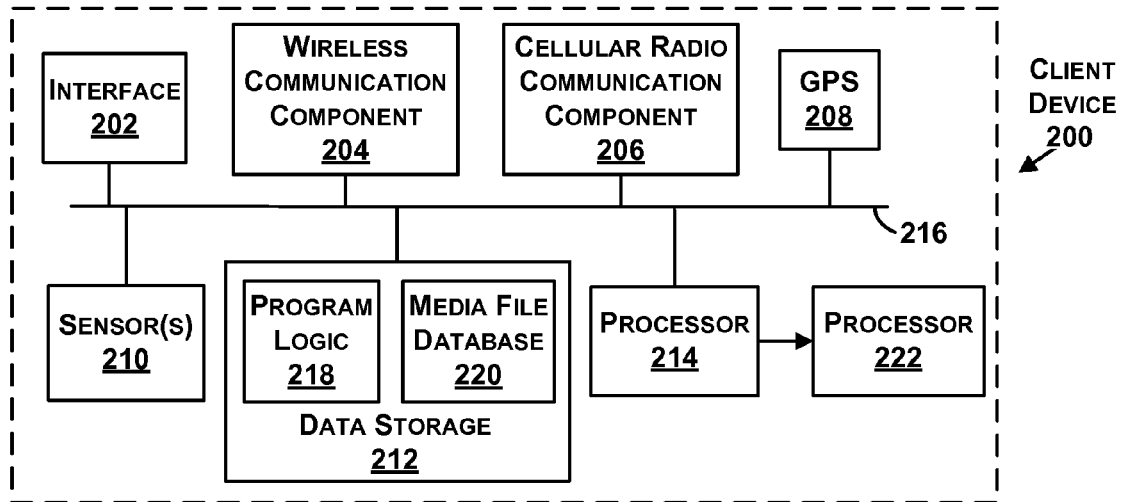 INTERFACE
202
WIRELESS
COMMUNICATION
COMPONENT
204
CELLULAR RADIO
COMMUNICATION
COMPONENT
206
GPS
208
CLIENT
DEVICE
200
216
SENSOR(S)
210
PROGRAM
LOGIC
218
MEDIA FILE
DATABASE
220
DATA STORAGE
212
PROCESSOR
214
PROCESSOR
222